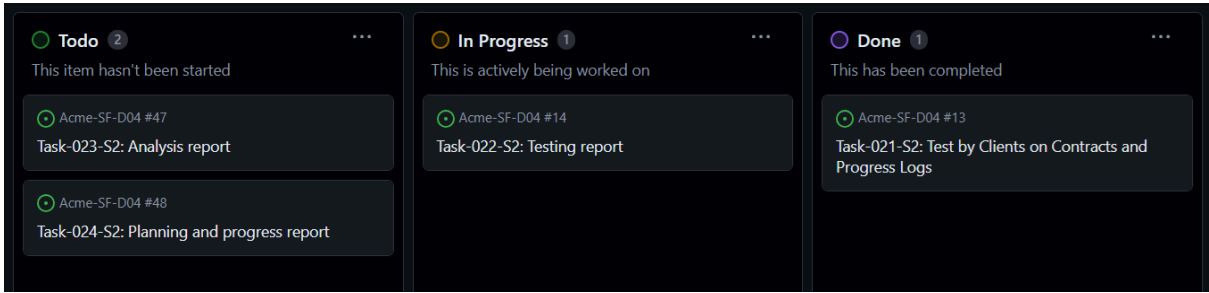 Todo 2
This item hasn't been started
Acme-SF-D04 #47
Task-023-S2: Analysis report
Acme-SF-D04 #48
Task-024-S2: Planning and progress report
In Progress 1
This is actively being worked on
Acme-SF-D04 #14
Task-022-S2: Testing report
Done 1
This has been completed
Acme-SF-D04 #13
Task-021-S2: Test by Clients on Contracts and
Progress Logs